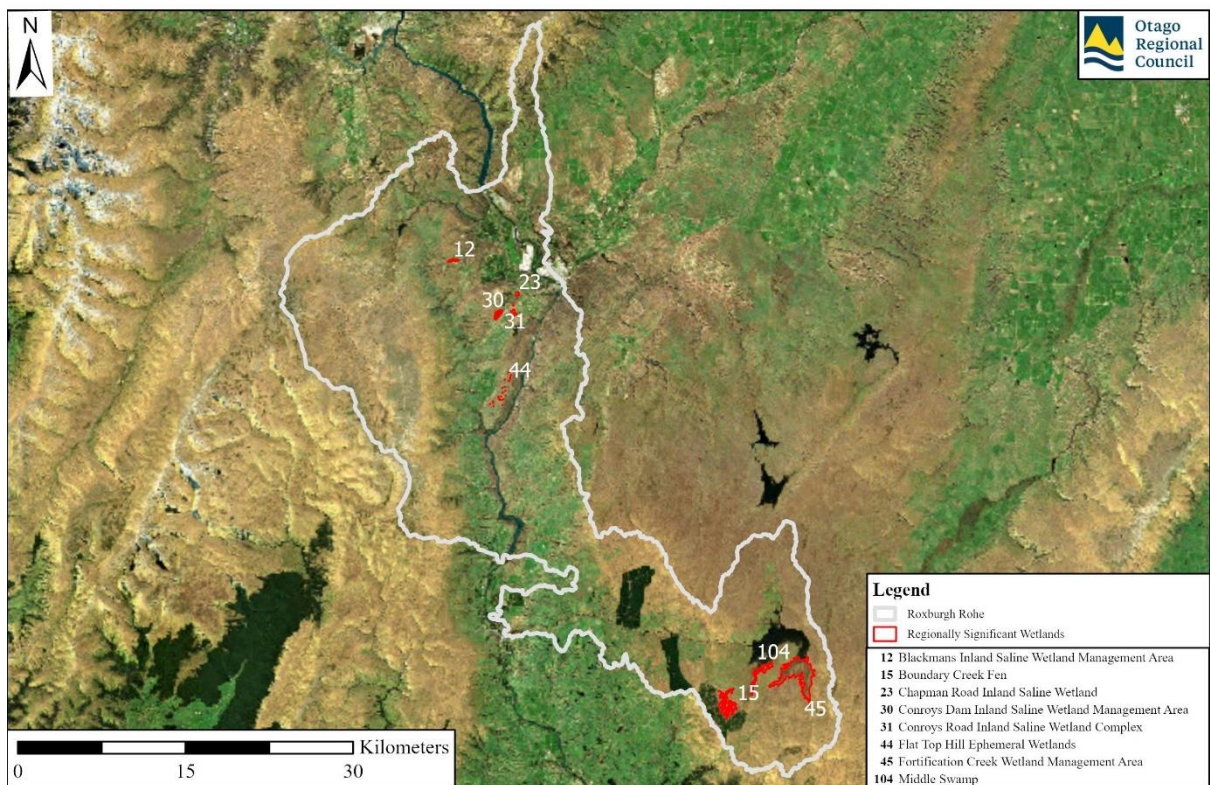 N
Otago
Regional
Council
12
23
30
31
44
104
15
45
Legend
Roxburgh Rohe
Regionally Significant Wetlands
12 Blackmans Inland Saline Wetland Management Area
15 Boundary Creek Fen
23 Chapman Road Inland Saline Wetland
30 Conroys Dam Inland Saline Wetland Management Area
31 Conroys Road Inland Saline Wetland Complex
44 Flat Top Hill Ephemeral Wetlands
45 Fortification Creek Wetland Management Area
104 Middle Swamp
Kilometers
0 15 30